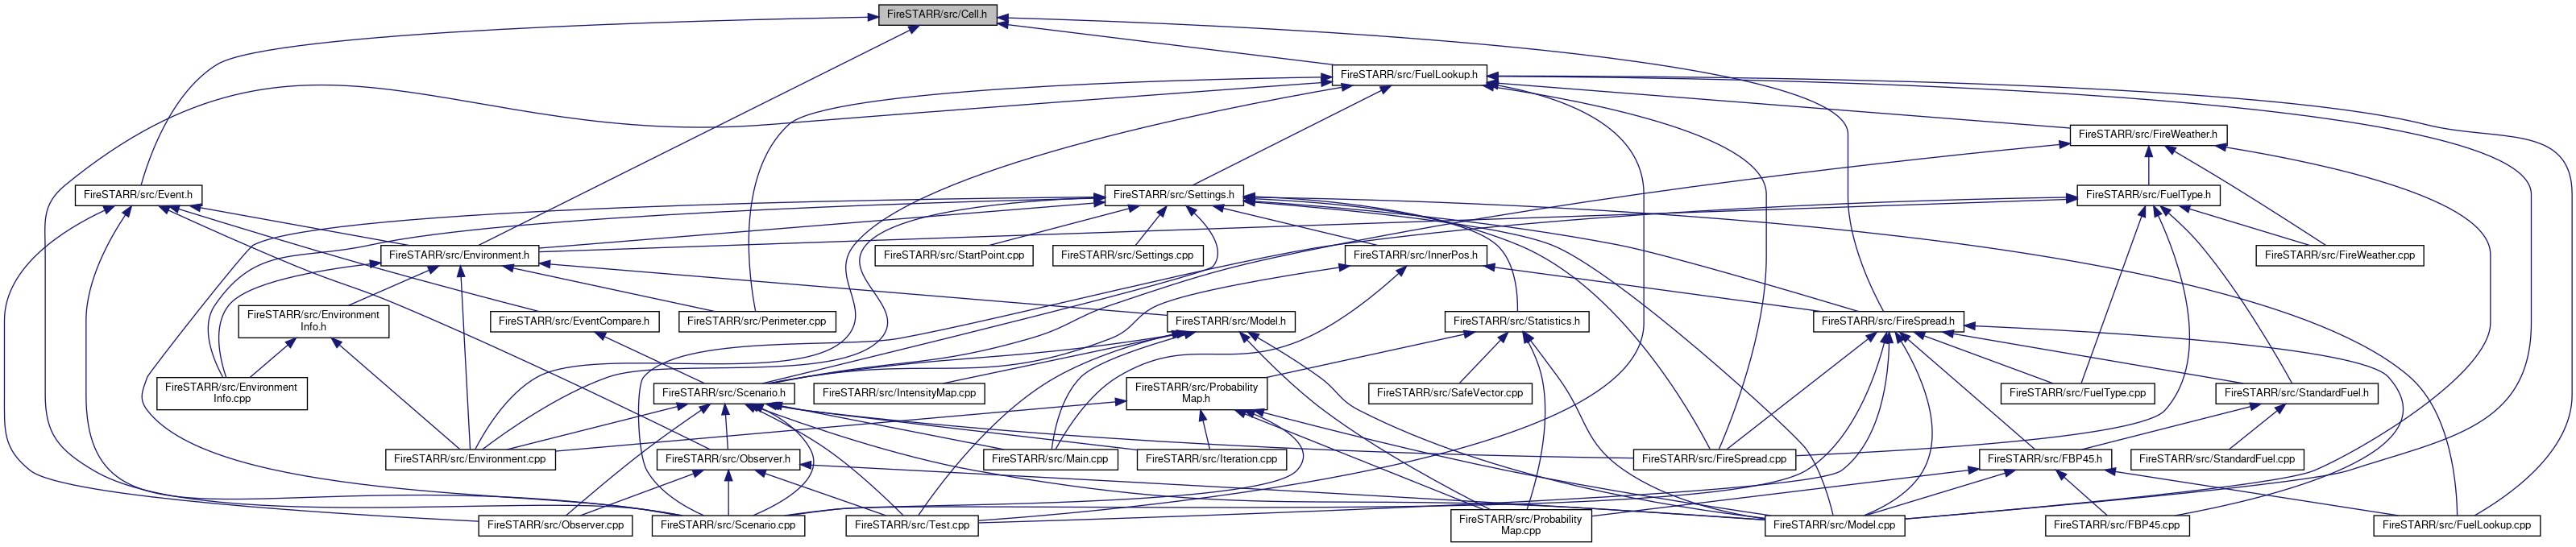 FireSTARR/src/Cell.h
FireSTARR/src/FuelLookup.h
FireSTARR/src/FireWeather.h
FireSTARR/src/Event.h
FireSTARR/src/Settings.h
FireSTARR/src/FuelType.h
FireSTARR/src/Environment.h
FireSTARR/src/StartPoint.cpp
FireSTARR/src/Settings.cpp
FireSTARR/src/InnerPos.h
FireSTARR/src/FireWeather.cpp
FireSTARR/src/Environment
Info.h
FireSTARR/src/EventCompare.h
FireSTARR/src/Perimeter.cpp
FireSTARR/src/Model.h
FireSTARR/src/Statistics.h
FireSTARR/src/FireSpread.h
FireSTARR/src/Environment
Info.cpp
FireSTARR/src/Scenario.h
FireSTARR/src/IntensityMap.cpp
FireSTARR/src/Probability
Map.h
FireSTARR/src/SafeVector.cpp
FireSTARR/src/FuelType.cpp
FireSTARR/src/StandardFuel.h
FireSTARR/src/Environment.cpp
FireSTARR/src/Observer.h
FireSTARR/src/Main.cpp
FireSTARR/src/Iteration.cpp
FireSTARR/src/FireSpread.cpp
FireSTARR/src/FBP45.h
FireSTARR/src/StandardFuel.cpp
FireSTARR/src/Observer.cpp
FireSTARR/src/Scenario.cpp
FireSTARR/src/Test.cpp
FireSTARR/src/Probability
Map.cpp
FireSTARR/src/Model.cpp
FireSTARR/src/FBP45.cpp
FireSTARR/src/FuelLookup.cpp